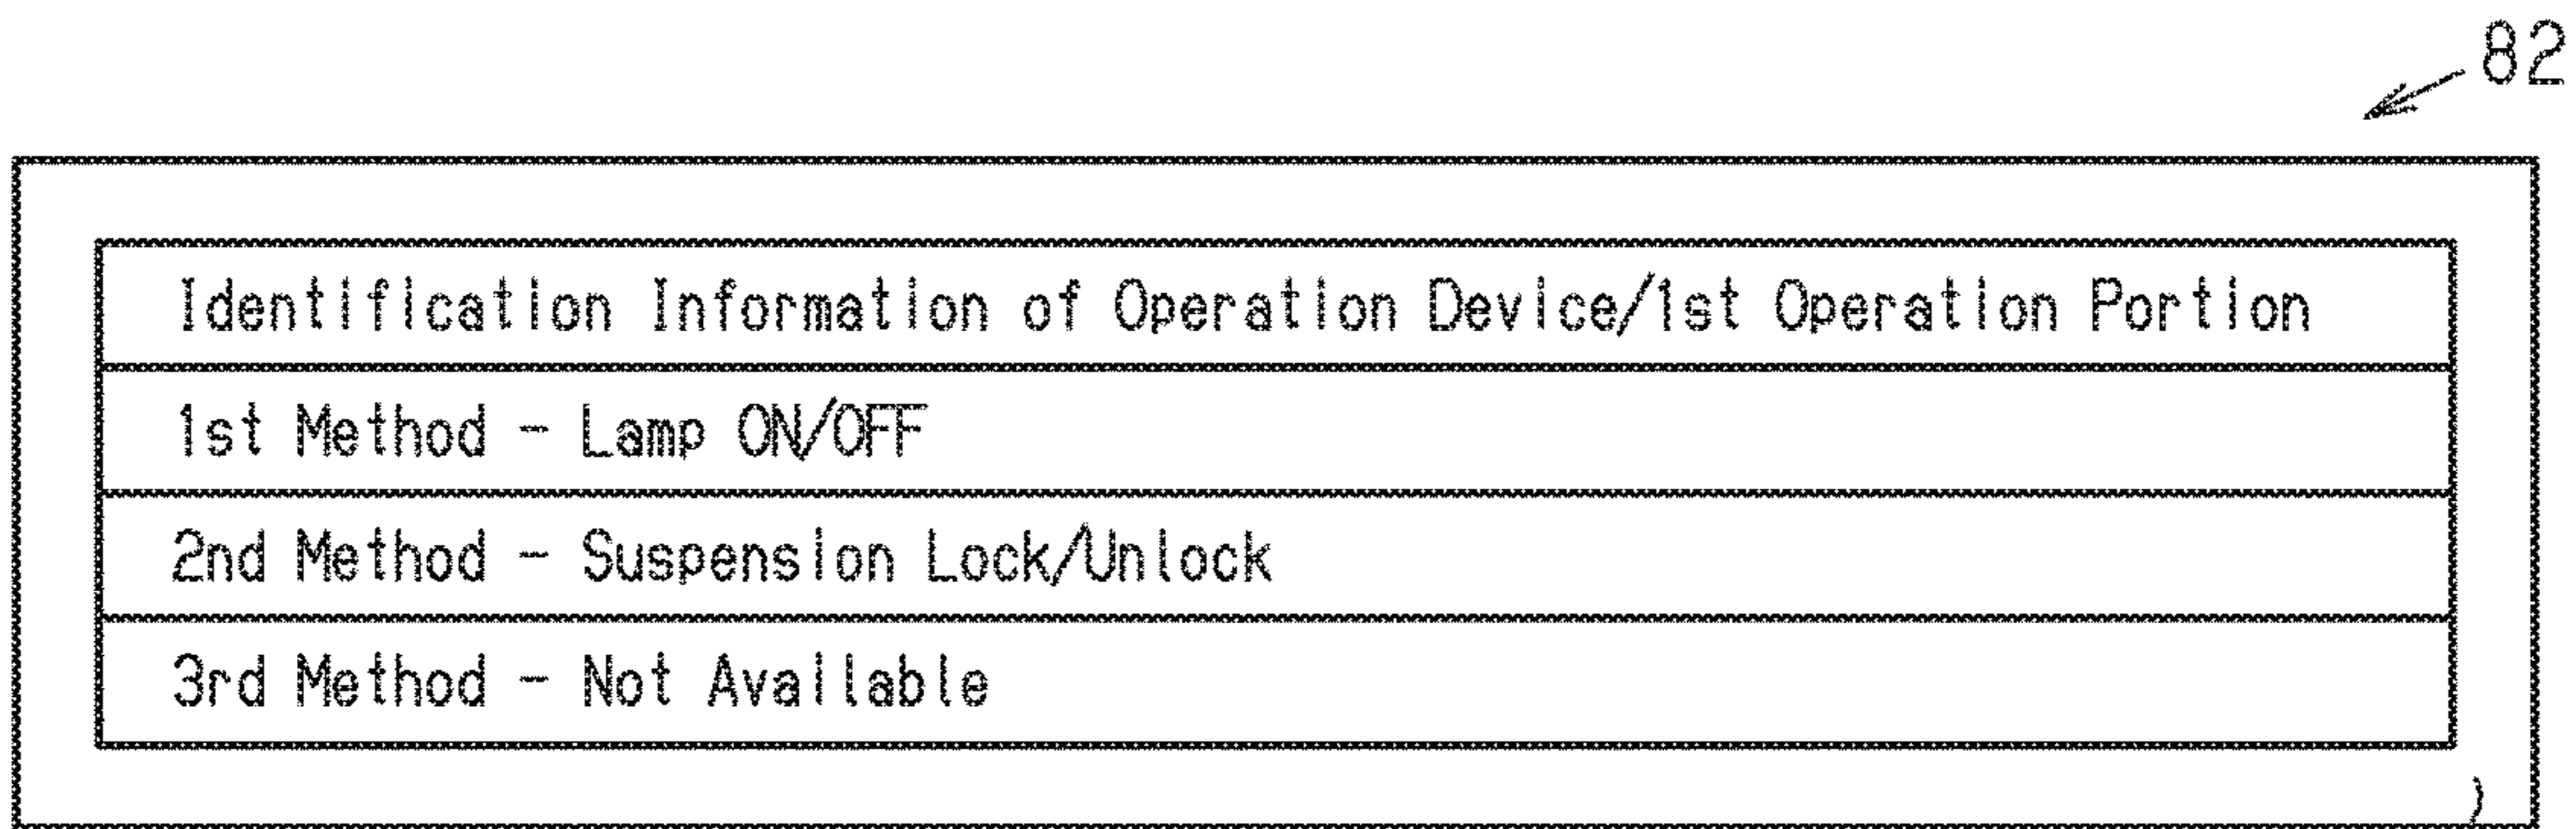 82
Identification Information of Operation Device/1st Operation Portion
1st Method - Lamp ON/OFF
2nd Method - Suspension Lock/Unlock
3rd Method - Not Available